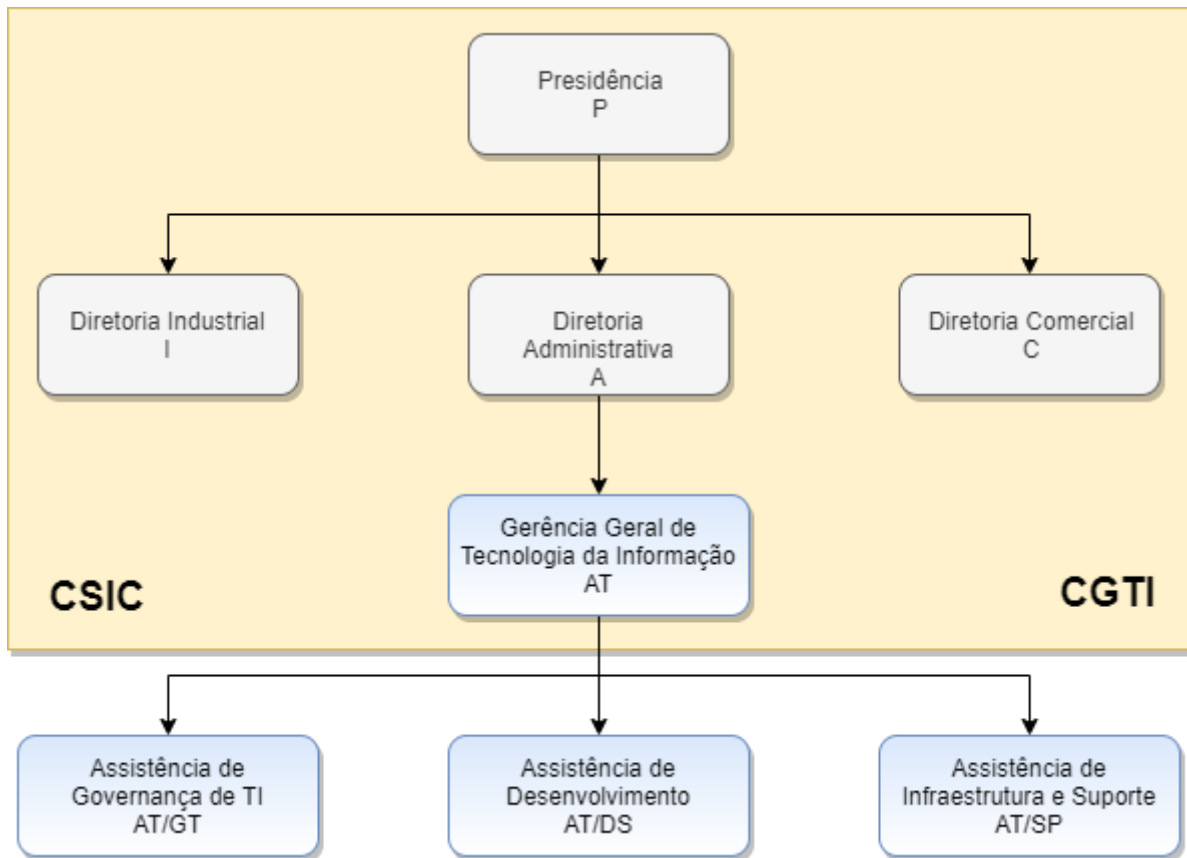 Presidência
P
Diretoria Industrial
I
Diretoria
Administrativa
A
Diretoria Comercial
C
Gerência Geral de
Tecnologia da Informação
AT
CSIC
CGTI
Assistência de
Governança de TI
AT/GT
Assistência de
Desenvolvimento
AT/DS
Assistência de
Infraestrutura e Suporte
AT/SP